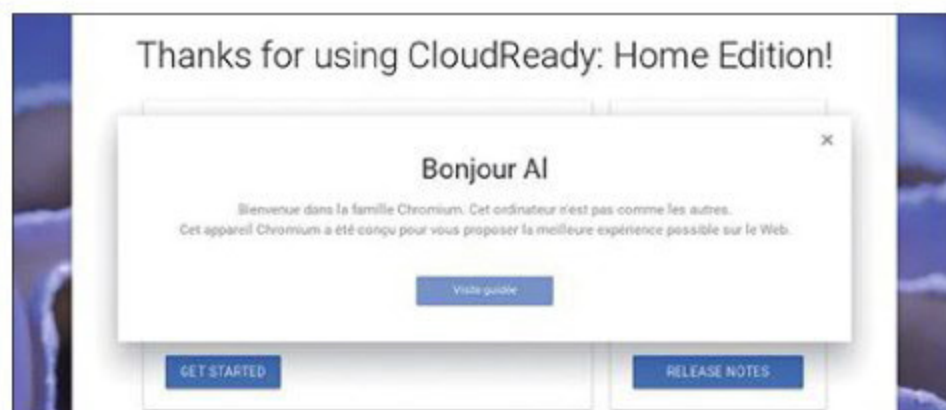 Thanks for using CloudReady: Home Edition!
×
Bonjour Al
Bienvenue dans la famille Chromium. Cet ordinateur n'est pas comme les autres.
Cet appareil Chromium a été conçu pour vous proposer la meilleure expérience possible sur le Web.
Visite guidée
GET STARTED
RELEASE NOTES